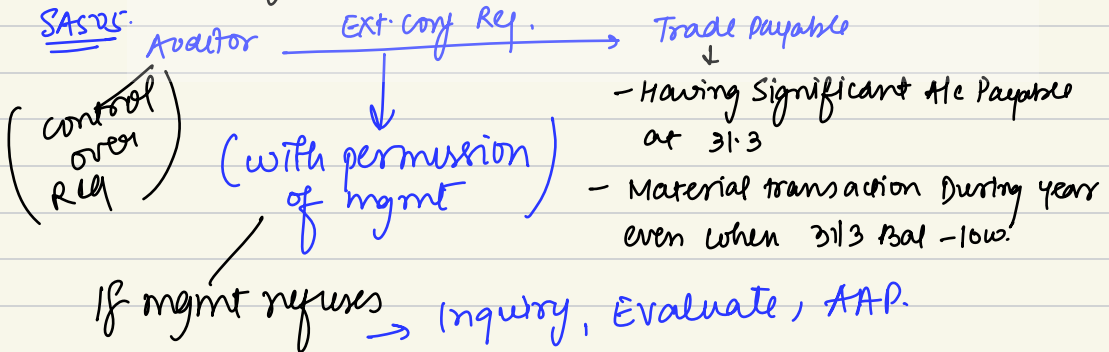 SA505.
Auditor Ext. Conf Req. Trade Payable
(control over Req)
(with permission of mgmt)
- Having Significant A/c Payable
at 31.3
- Material transaction During year
even when 31/3 Bal - low.
If mgmt refuses → Inquiry, Evaluate, AAP.